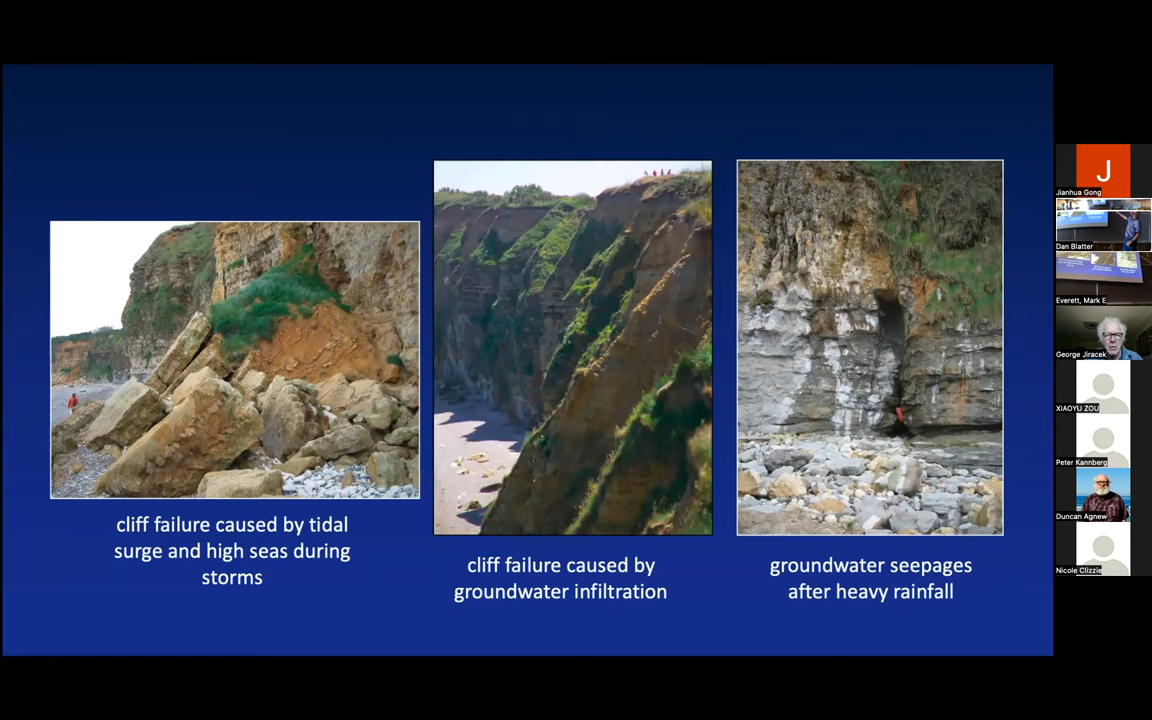 cliff failure caused by tidal
surge and high seas during
storms
cliff failure caused by
groundwater infiltration
groundwater seepages
after heavy rainfall
J
Jianhua Gong
Dan Blatter
Everett, Mark E
George Jiracek
XIAOYU ZOU
Peter Kannberg
Duncan Agnew
Nicole Clizzie